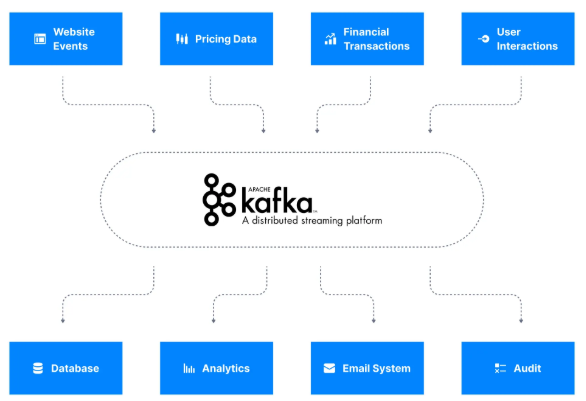 Website
Events
Pricing Data
Financial
Transactions
User
Interactions
APACHE
kafka
A distributed streaming platform
Database
Analytics
Email System
Audit